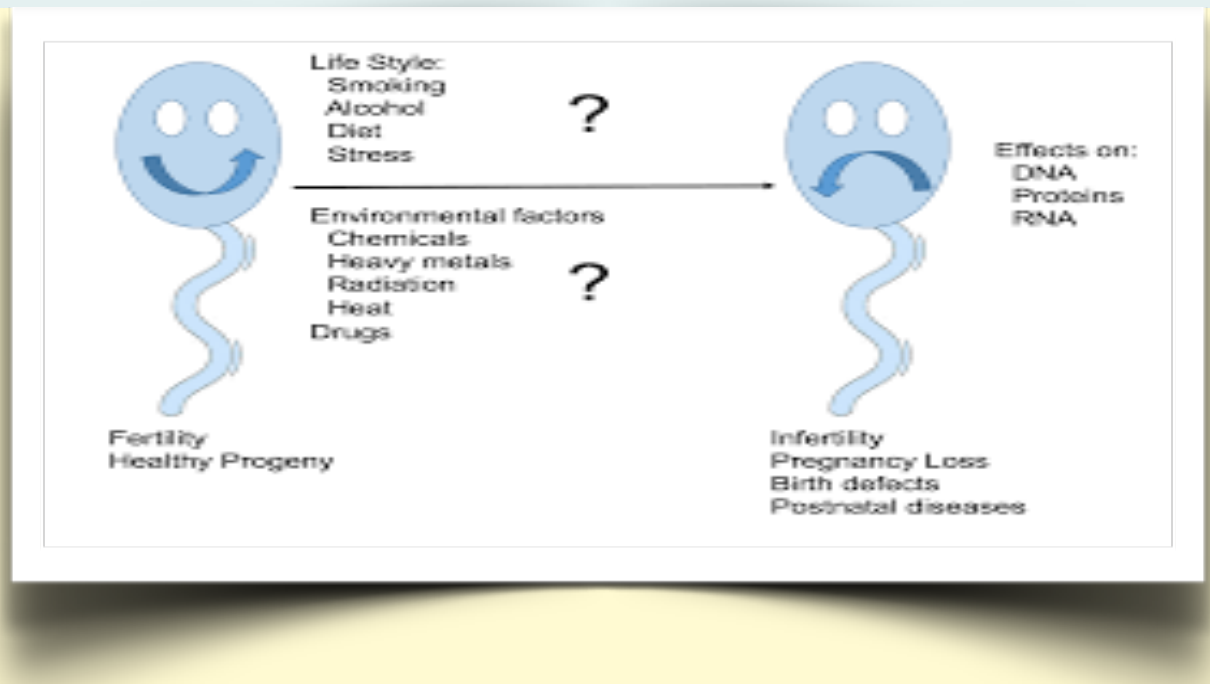 Life Style:
Smoking
Alcohol
Diet
Stress
?
Environmental factors
Chemicals
Heavy metals
Radiation
Heat
Drugs
?
Effects on:
DNA
Proteins
RNA
Fertility
Healthy Progeny
Infertility
Pregnancy Loss
Birth defects
Postnatal diseases